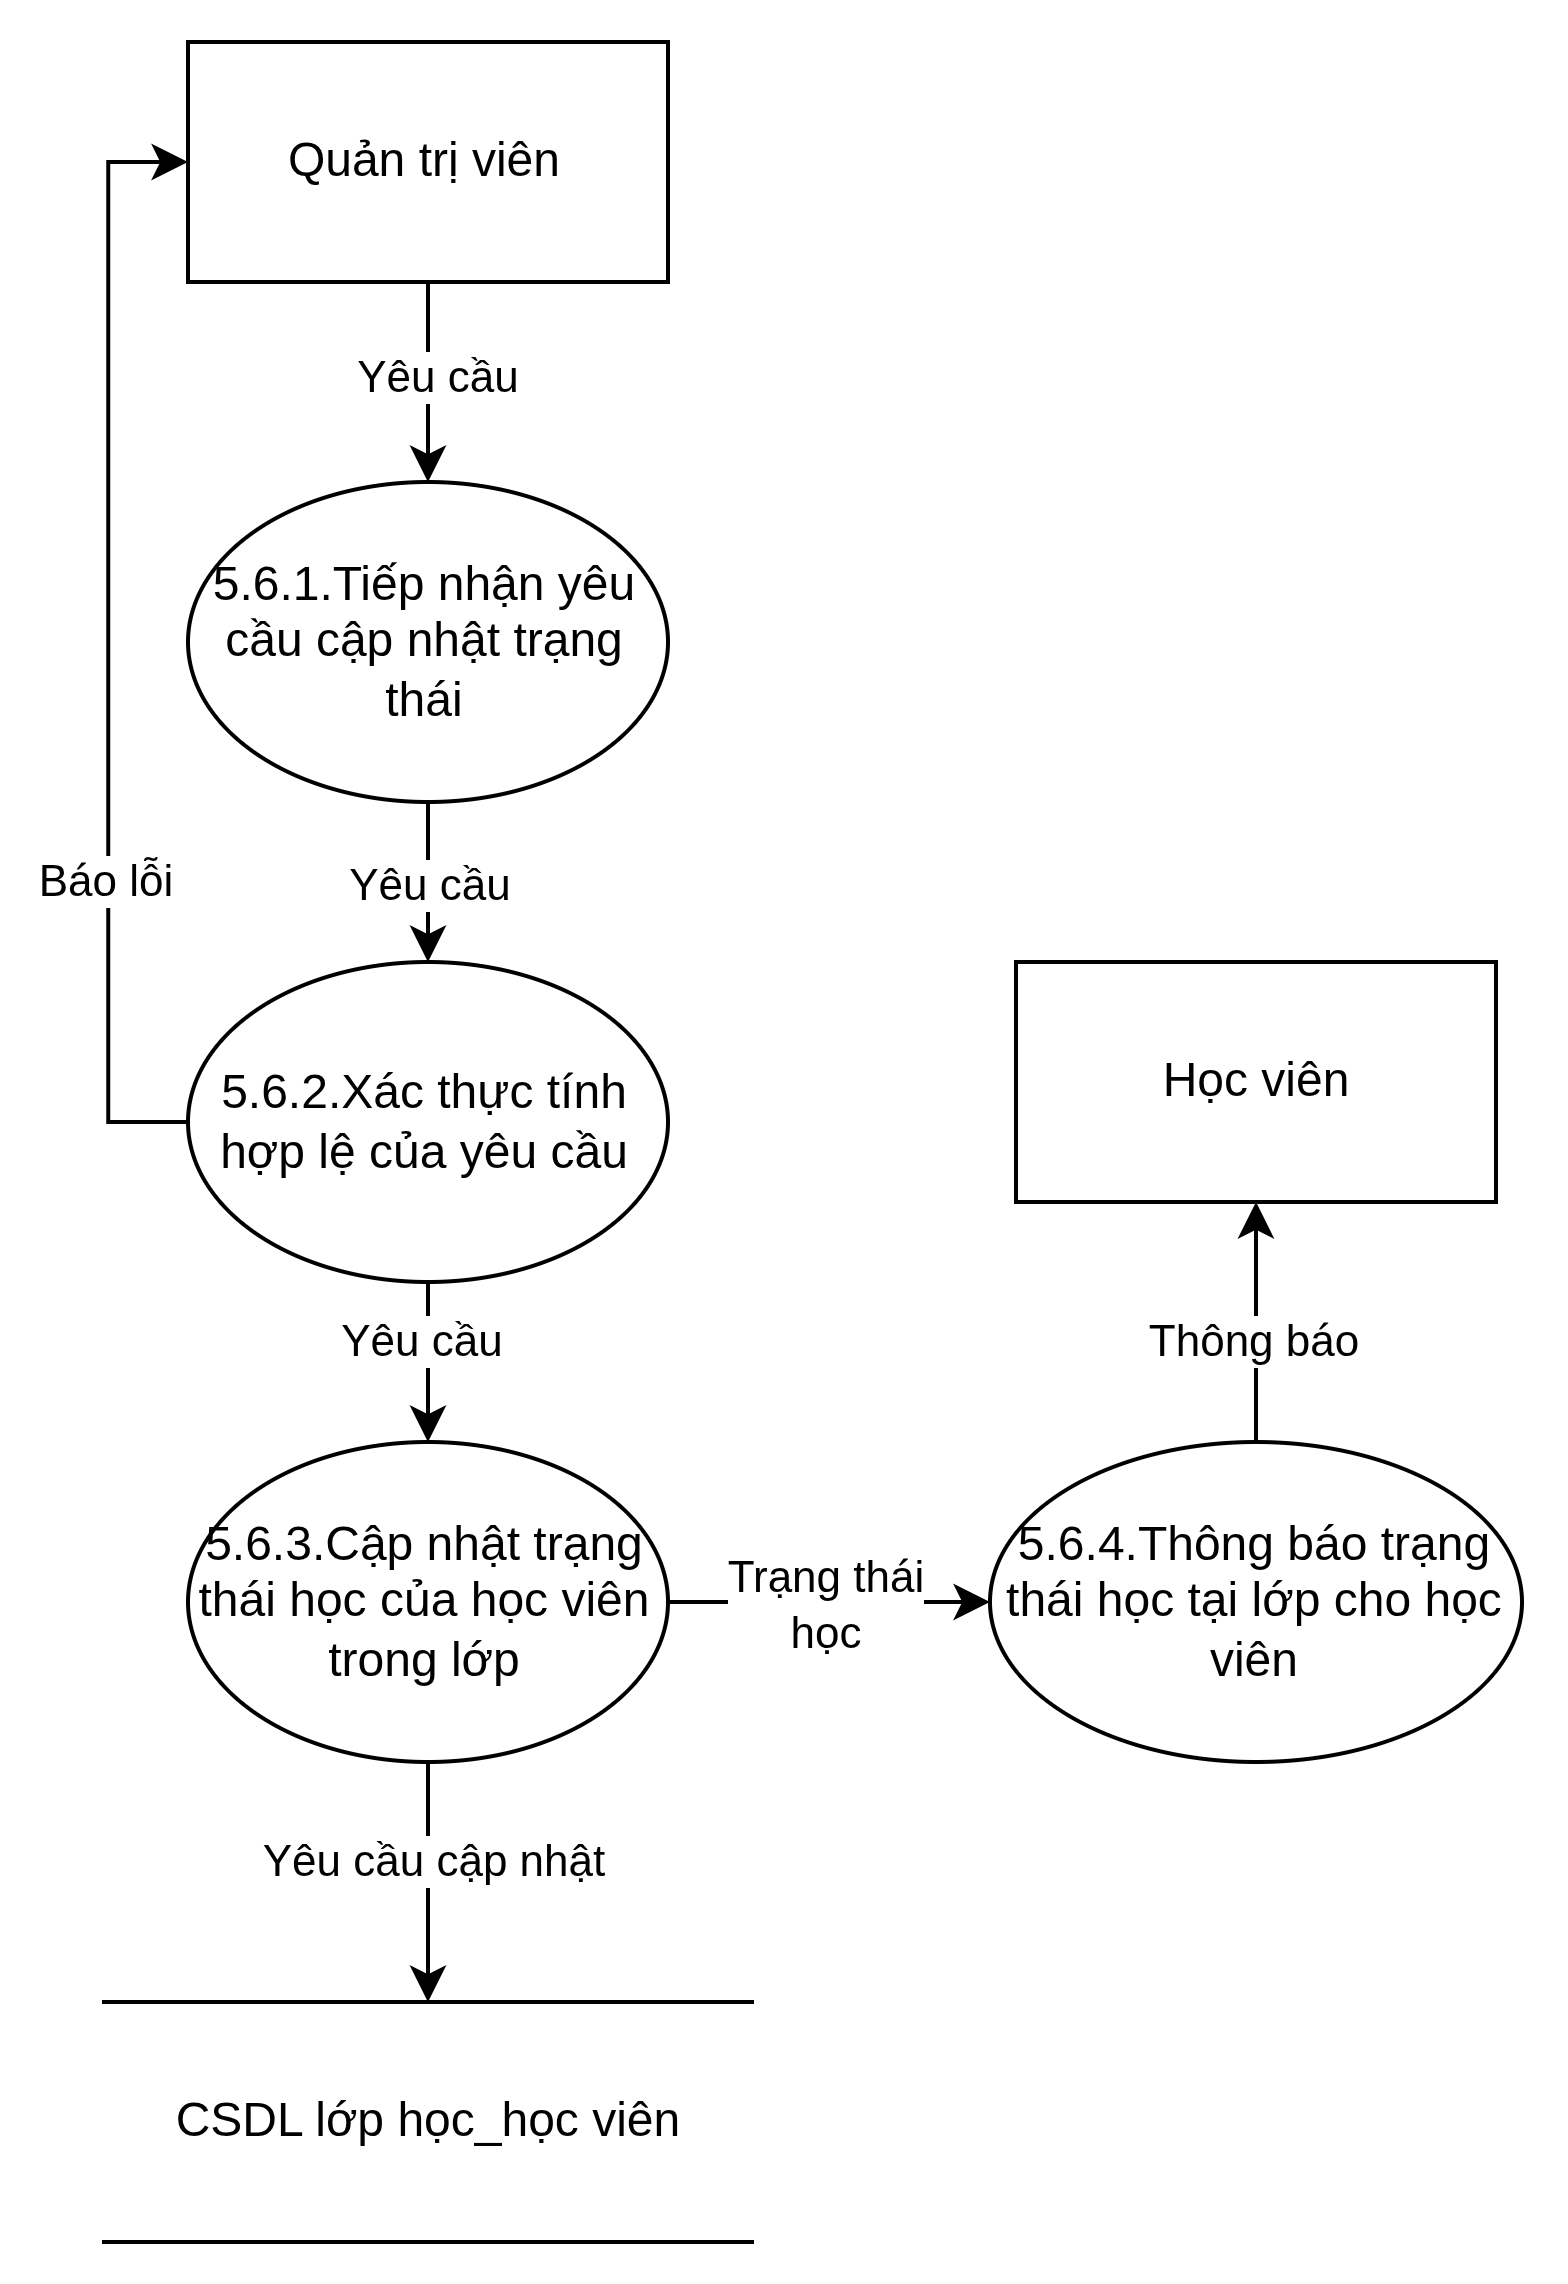 Quản trị viên
Yêu cầu
5.6.1.Tiếp nhận yêu
cầu cập nhật trạng
thái
Báo lỗi
Yêu cầu
5.6.2.Xác thực tính
hợp lệ của yêu cầu
Học viên
Yêu cầu
Thông báo
5.6.3.Cập nhật trạng
thái học của học viên
trong lớp
Trạng thái
học
5.6.4.Thông báo trạng
thái học tại lớp cho học
viên
Yêu cầu cập nhật
CSDL lớp học_học viên